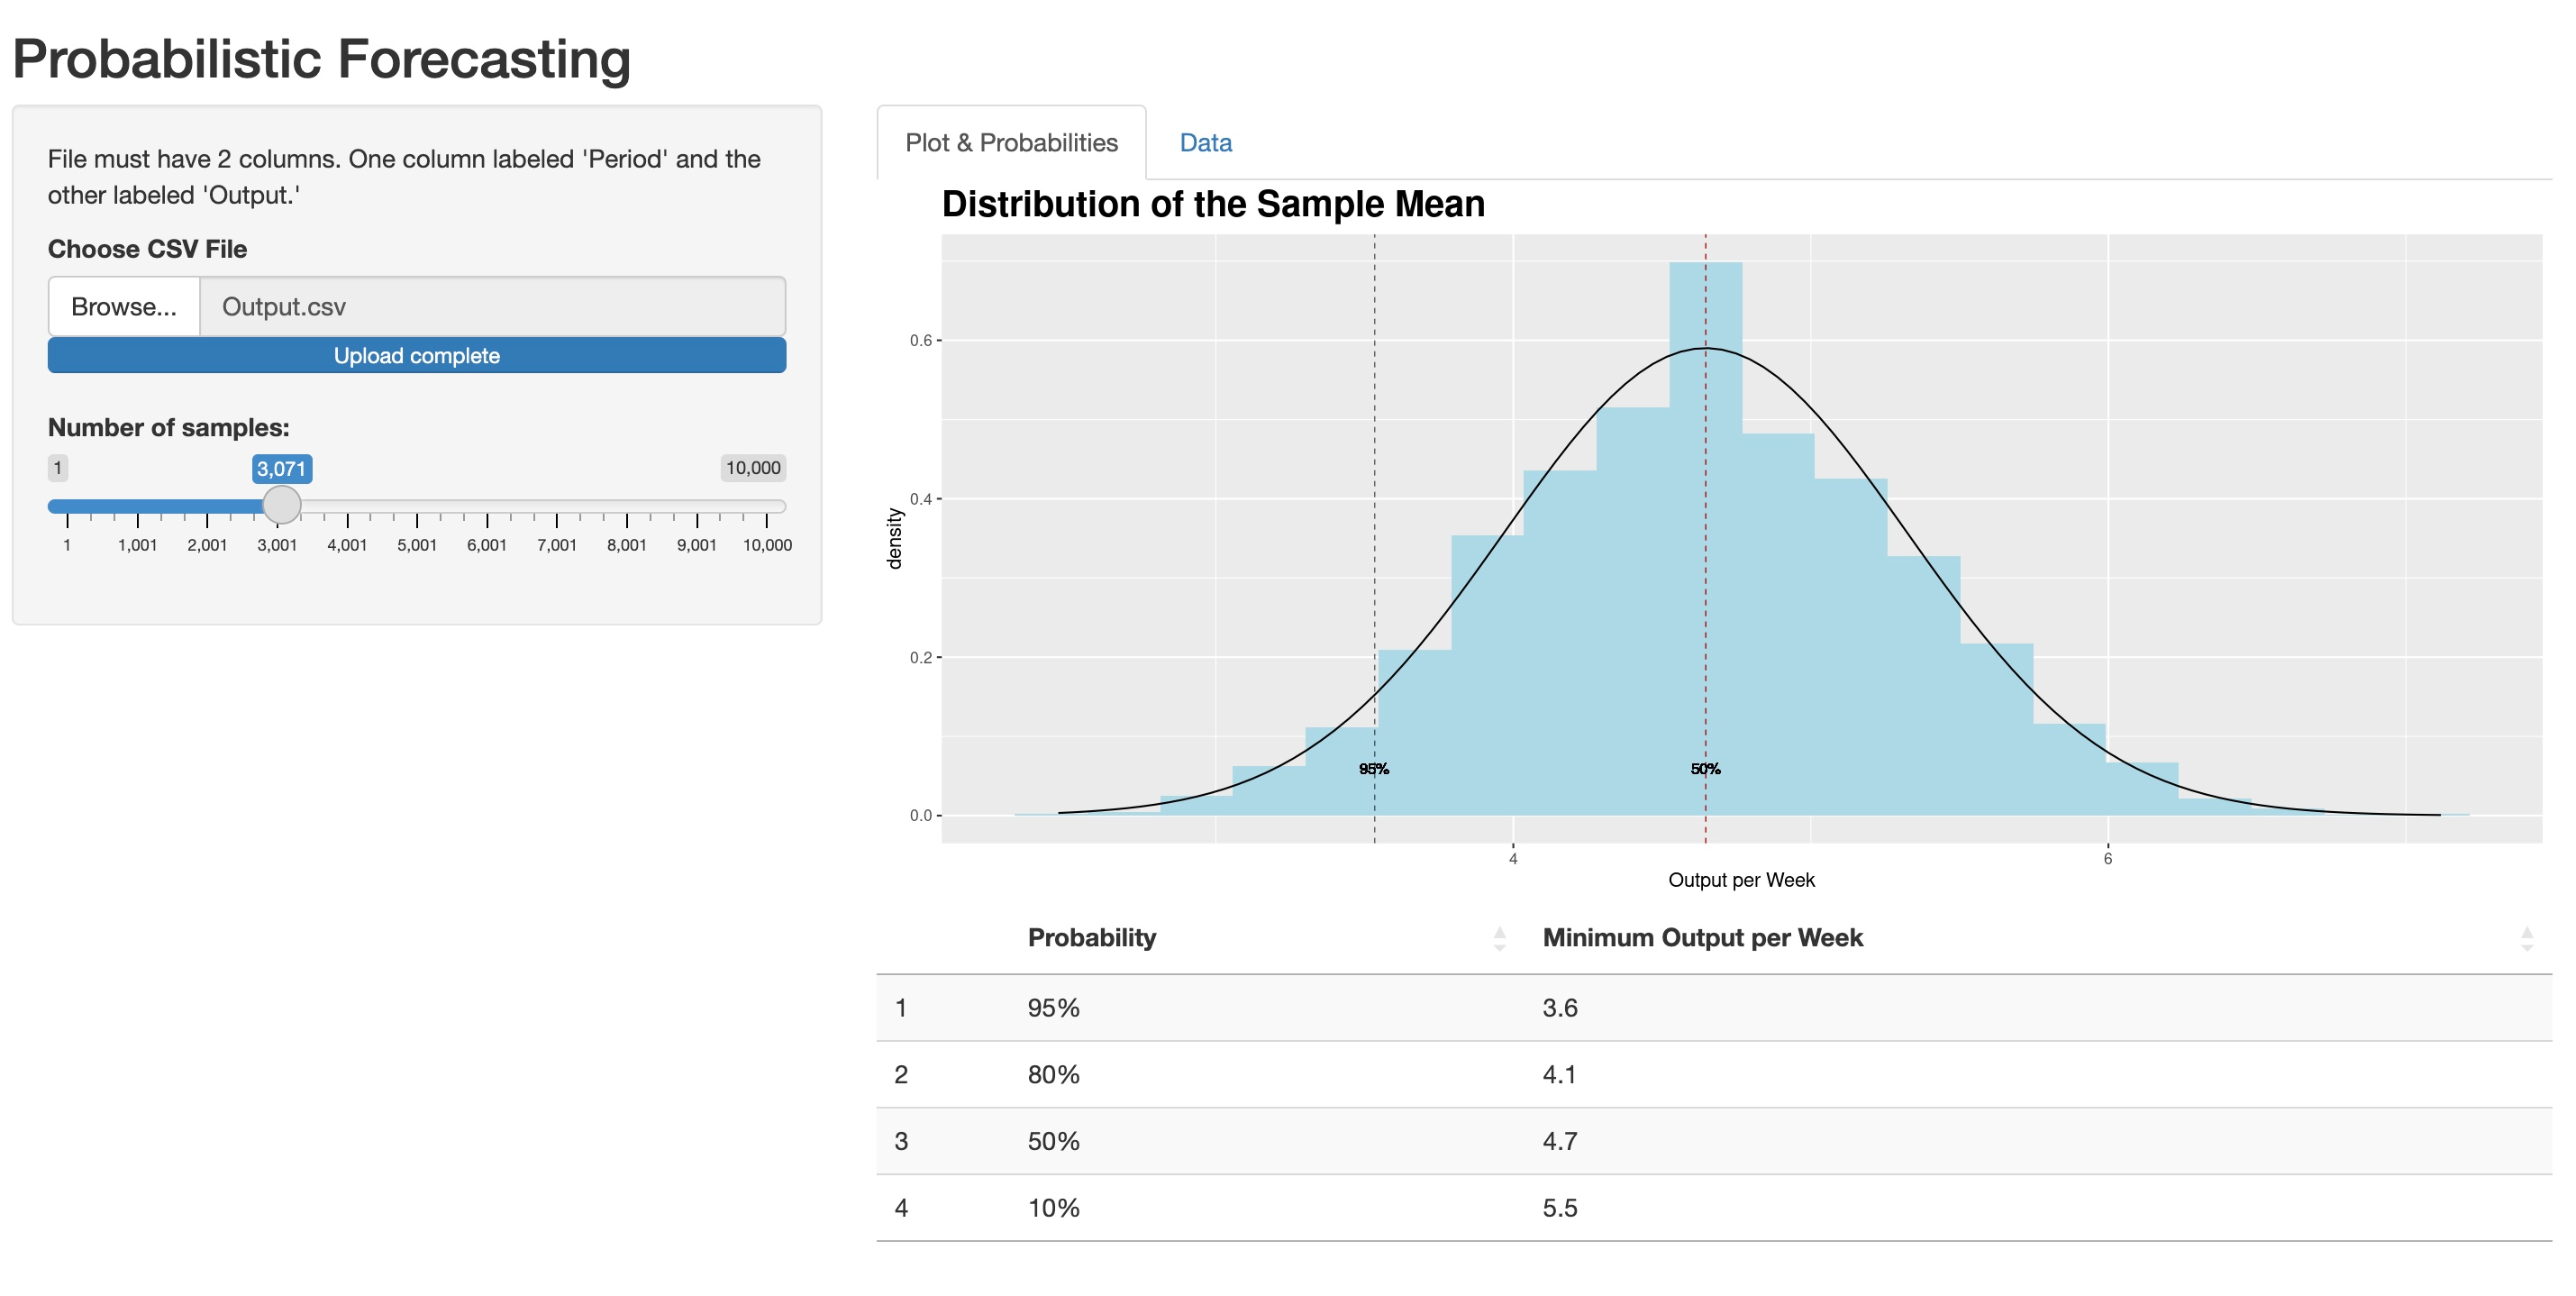 Probabilistic Forecasting
File must have 2 columns. One column labeled 'Period' and the
other labeled 'Output.'
Choose CSV File
Browse... Output.csv
Upload complete
Number of samples:
1 3,071 10,000
1 1,001 2,001 3,001 4,001 5,001 6,001 7,001 8,001 9,001 10,000
Plot & Probabilities Data
Distribution of the Sample Mean
0.6
0.4
0.2
0.0
density
95% 50%
4 6
Output per Week
Probability Minimum Output per Week
1 95% 3.6
2 80% 4.1
3 50% 4.7
4 10% 5.5